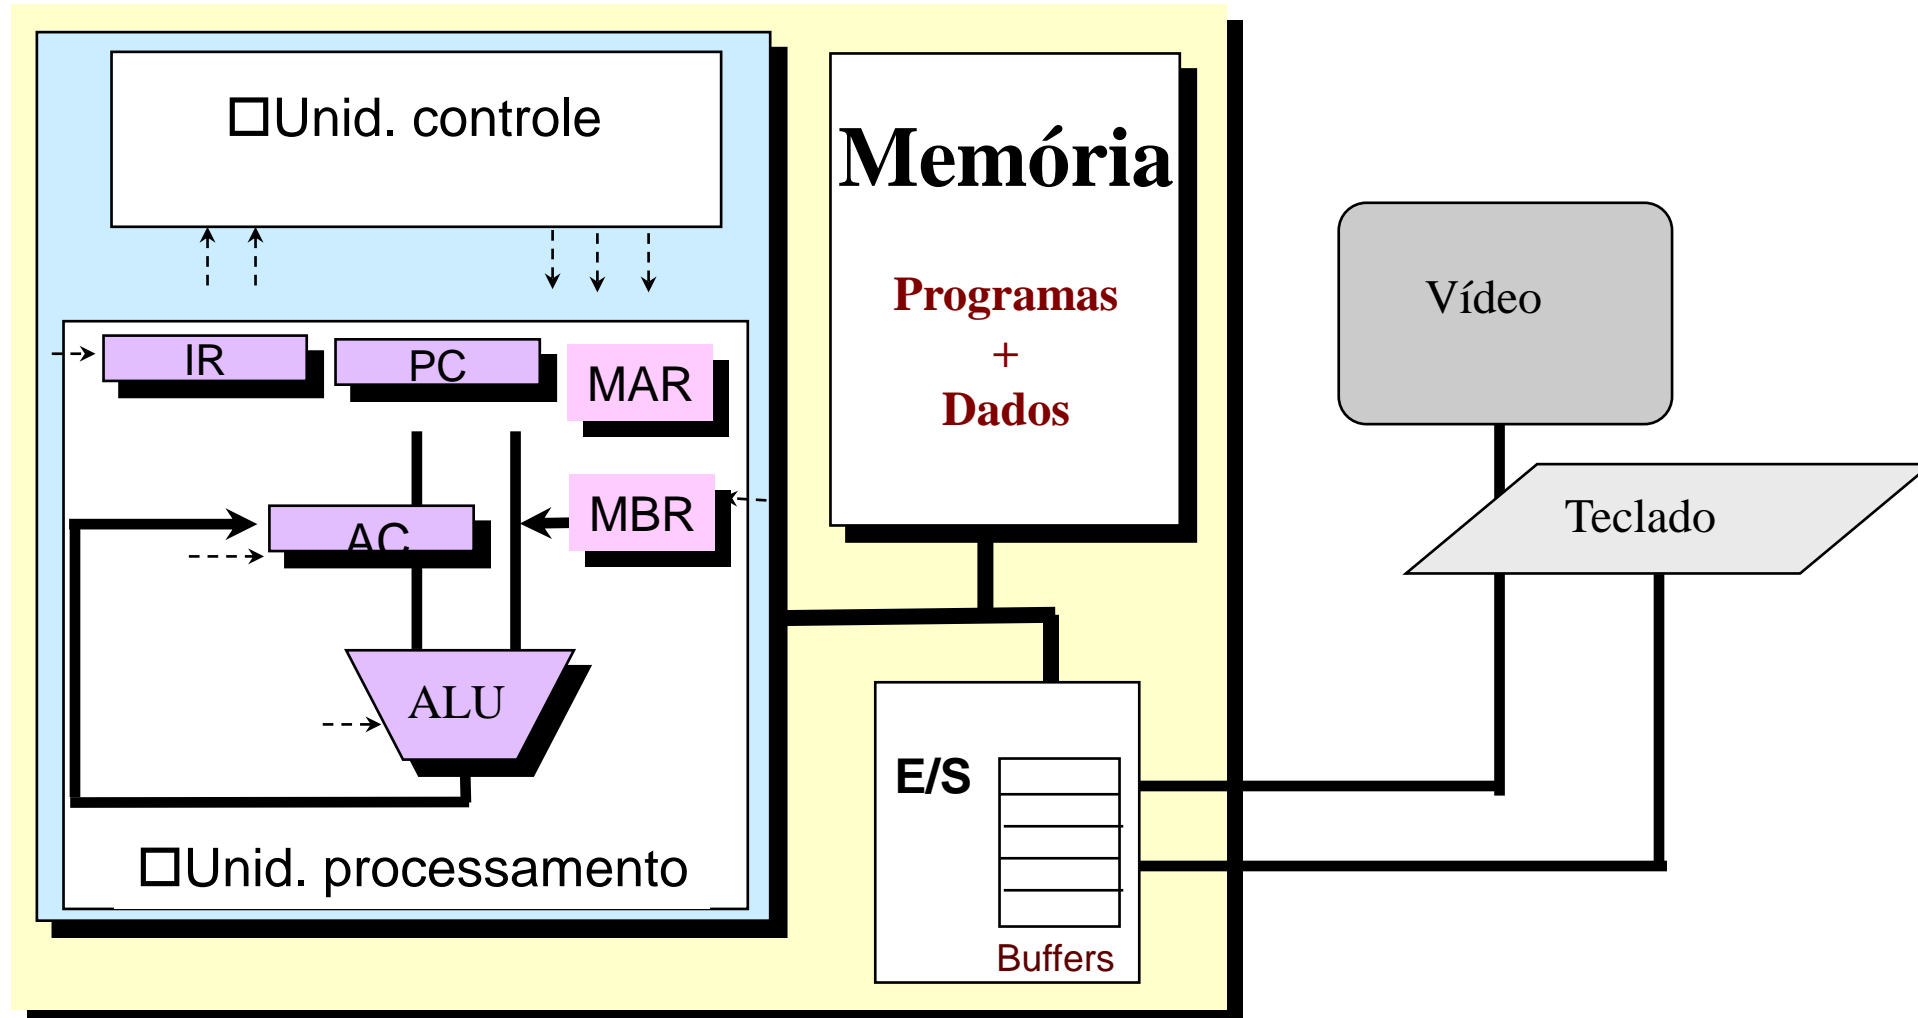 ☐Unid. controle
IR
PC
MAR
AC
MBR
ALU
☐Unid. processamento
Memória
Programas
+
Dados
E/S
Buffers
Vídeo
Teclado